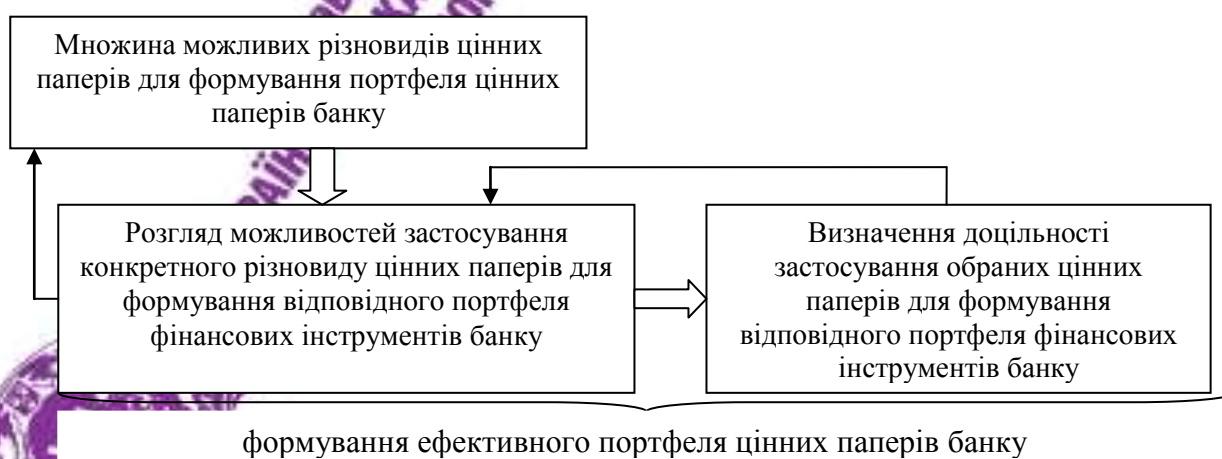 Множина можливих різновидів цінних
паперів для формування портфеля цінних
паперів банку
Розгляд можливостей застосування
конкретного різновиду цінних паперів для
формування відповідного портфеля
фінансових інструментів банку
Визначення доцільності
застосування обраних цінних
паперів для формування
відповідного портфеля фінансових
інструментів банку
формування ефективного портфеля цінних паперів банку